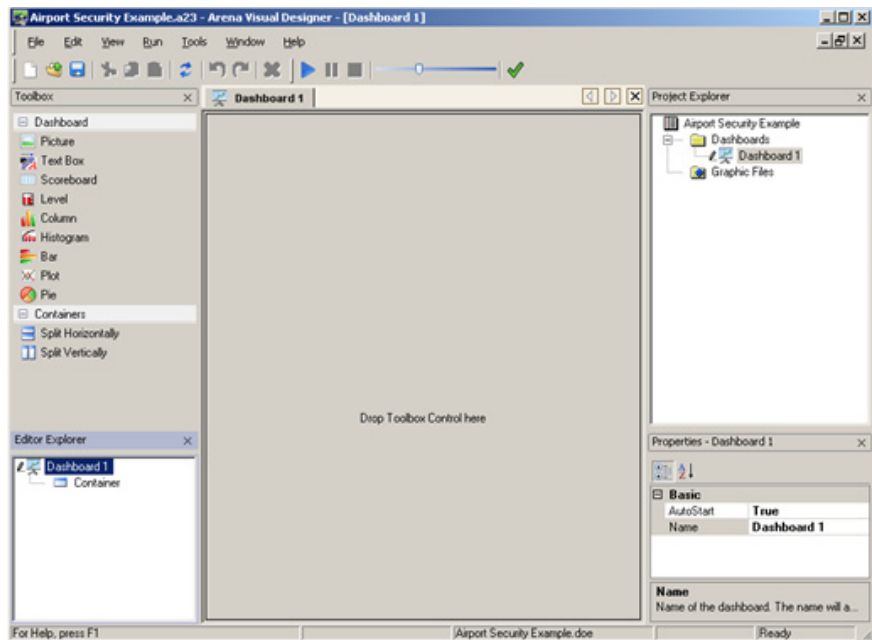 Airport Security Example.a23 - Arena Visual Designer - [Dashboard 1]
File Edit View Run Tools Window Help
Toolbox
Dashboard
Picture
Text Box
Scoreboard
Level
Column
Histogram
Bar
Plot
Pie
Containers
Split Horizontally
Split Vertically
Editor Explorer
Dashboard 1
Container
Dashboard 1
Drop Toolbox Control here
Project Explorer
Airport Security Example
Dashboards
Dashboard 1
Graphic Files
Properties - Dashboard 1
Basic
AutoStart True
Name Dashboard 1
Name
Name of the dashboard. The name will a...
For Help, press F1
Airport Security Example.doe
Ready